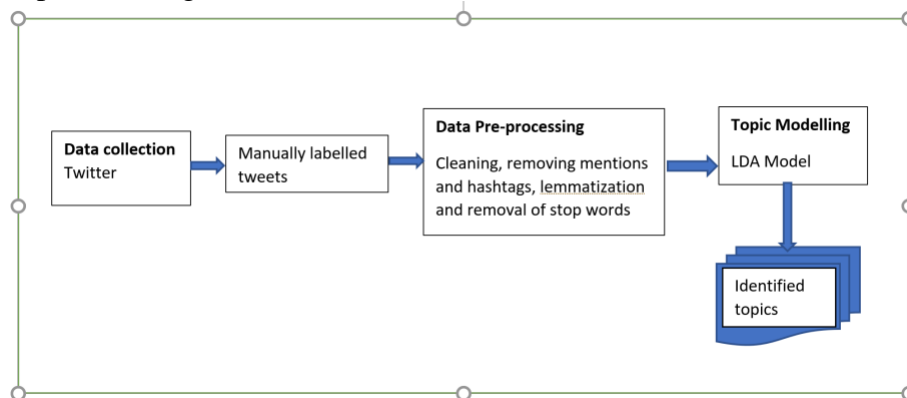 Data collection
Twitter
Manually labelled
tweets
Data Pre-processing
Cleaning, removing mentions
and hashtags, lemmatization
and removal of stop words
Topic Modelling
LDA Model
Identified
topics